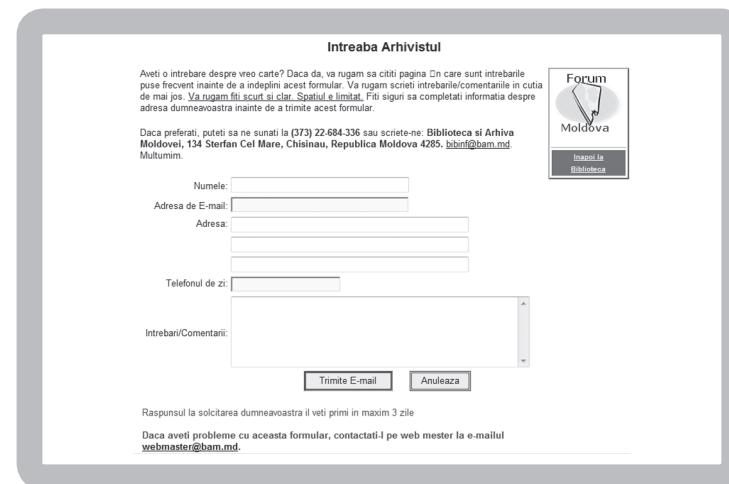 Intreaba Arhivistul
Aveti o intrebare despre vreo carte? Daca da, va rugam sa cititi pagina □n care sunt intrebarile
puse frecvent inainte de a indeplini acest formular. Va rugam scrieti intrebarile/comentariile in cutia
de mai jos. Va rugam fiti scurt si clar. Spatiul e limitat. Fiti siguri sa completati informatia despre
adresa dumneavoastra inainte de a trimite acest formular.
Daca preferati, puteti sa ne sunati la (373) 22-684-336 sau scriete-ne: Biblioteca si Arhiva
Moldovei, 134 Sterfan Cel Mare, Chisinau, Republica Moldova 4285. bibinf@bam.md.
Multumim.
Forum
Moldova
Inapoi la
Biblioteca
Numele:
Adresa de E-mail:
Adresa:
Telefonul de zi:
Intrebari/Comentarii:
Trimite E-mail
Anuleaza
Raspunsul la solcitarea dumneavoastra il veti primi in maxim 3 zile
Daca aveti probleme cu aceasta formular, contactati-l pe web mester la e-mailul
webmaster@bam.md.